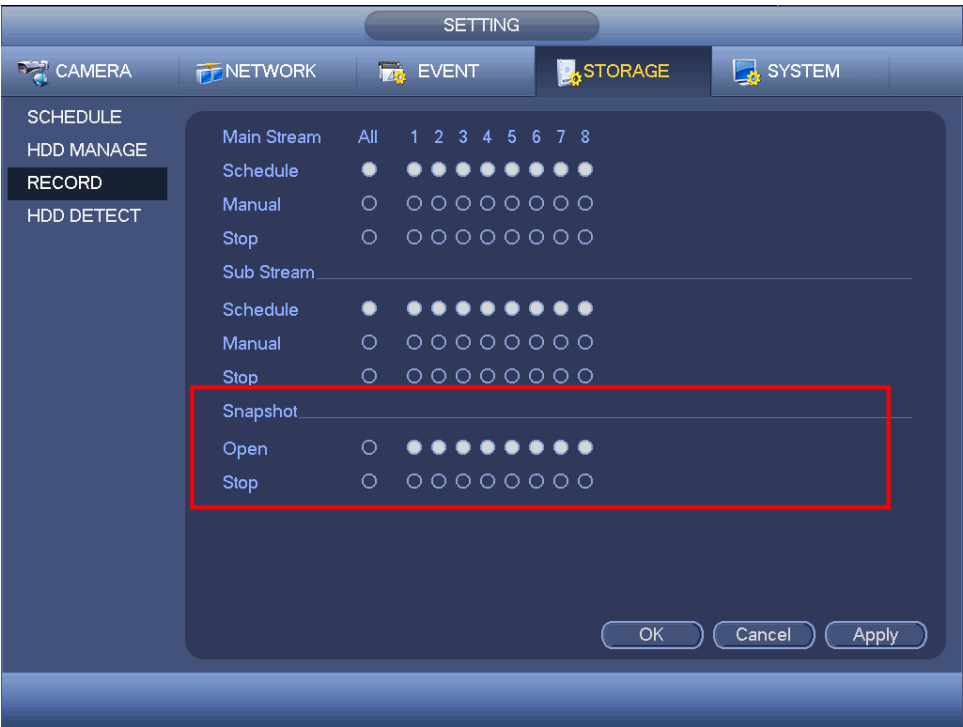 SETTING
CAMERA NETWORK EVENT STORAGE SYSTEM
SCHEDULE
HDD MANAGE
RECORD
HDD DETECT
Main Stream All 1 2 3 4 5 6 7 8
Schedule
Manual
Stop
Sub Stream
Schedule
Manual
Stop
Snapshot
Open
Stop
OK Cancel Apply